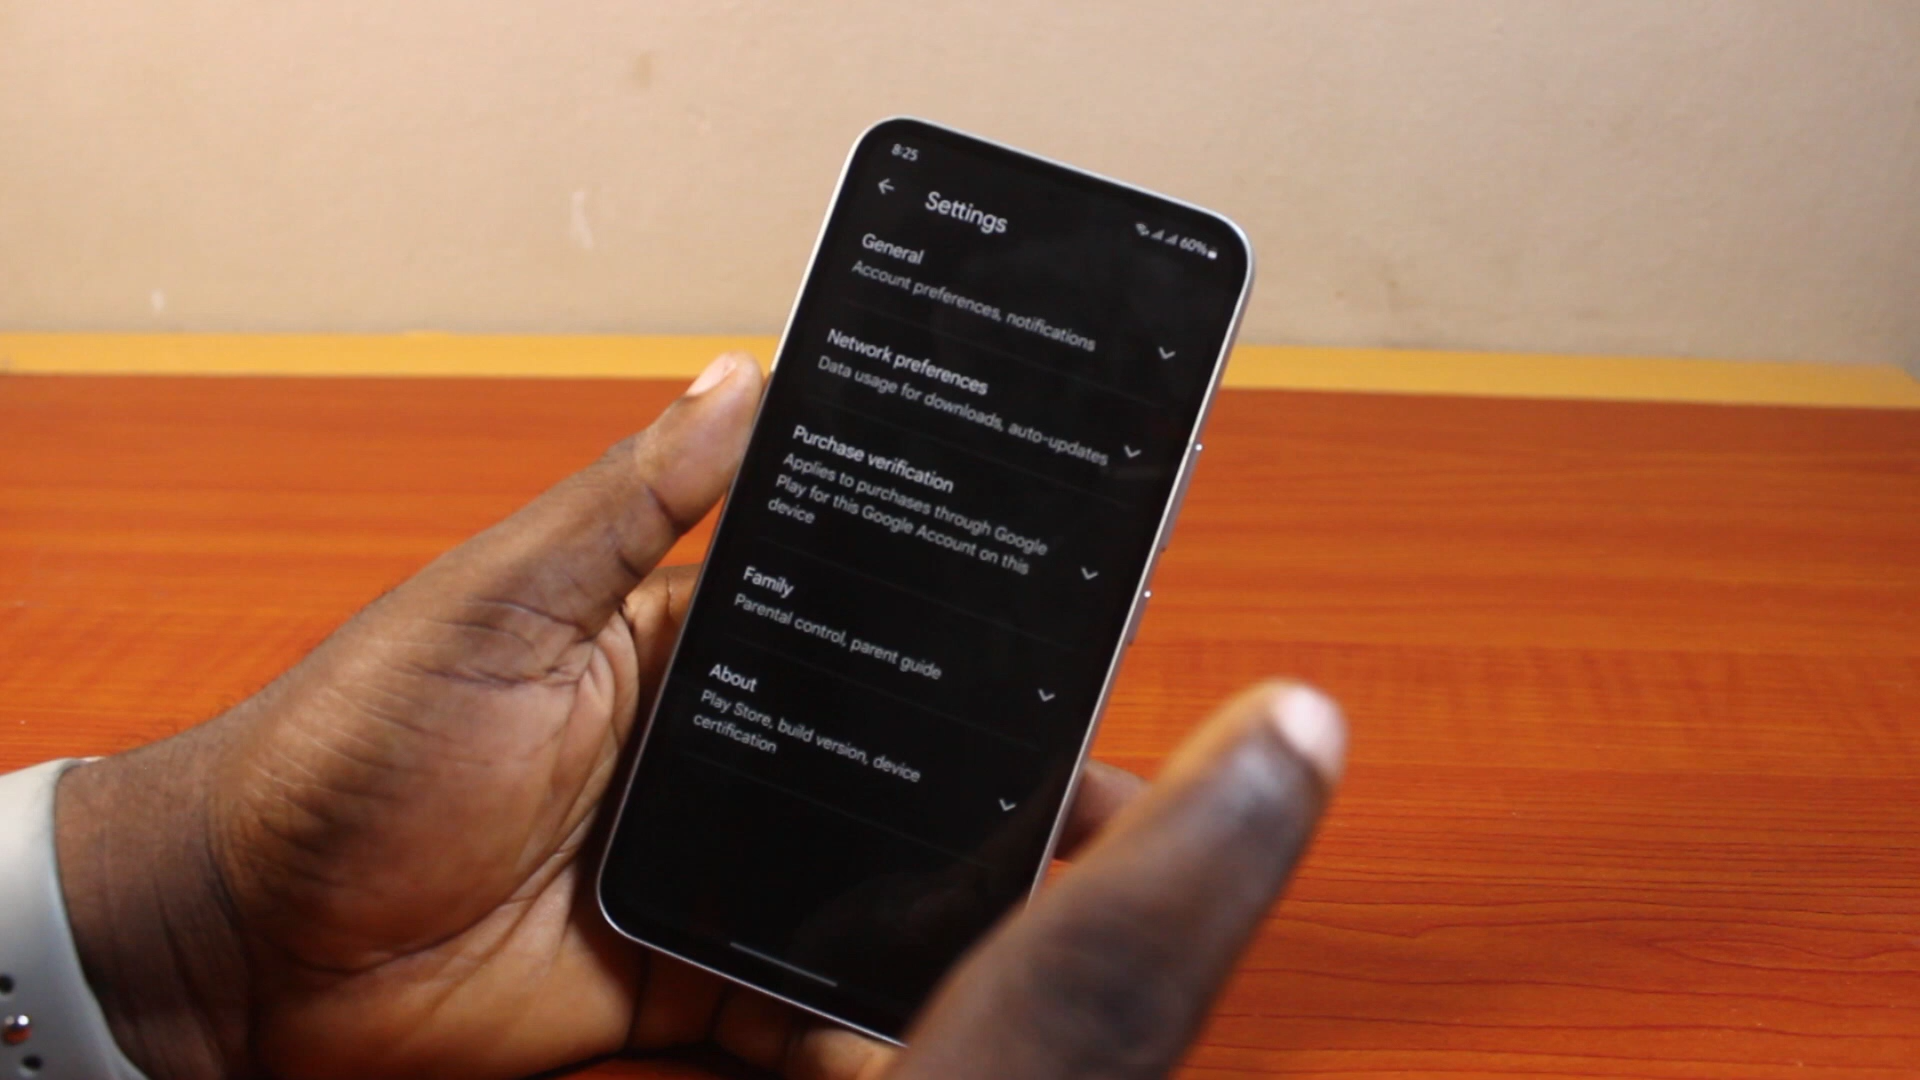 8:25
60%
Settings
General
Account preferences, notifications
Network preferences
Data usage for downloads, auto-updates
Purchase verification
Applies to purchases through Google
Play for this Google Account on this
device
Family
Parental control, parent guide
About
Play Store, build version, device
certification